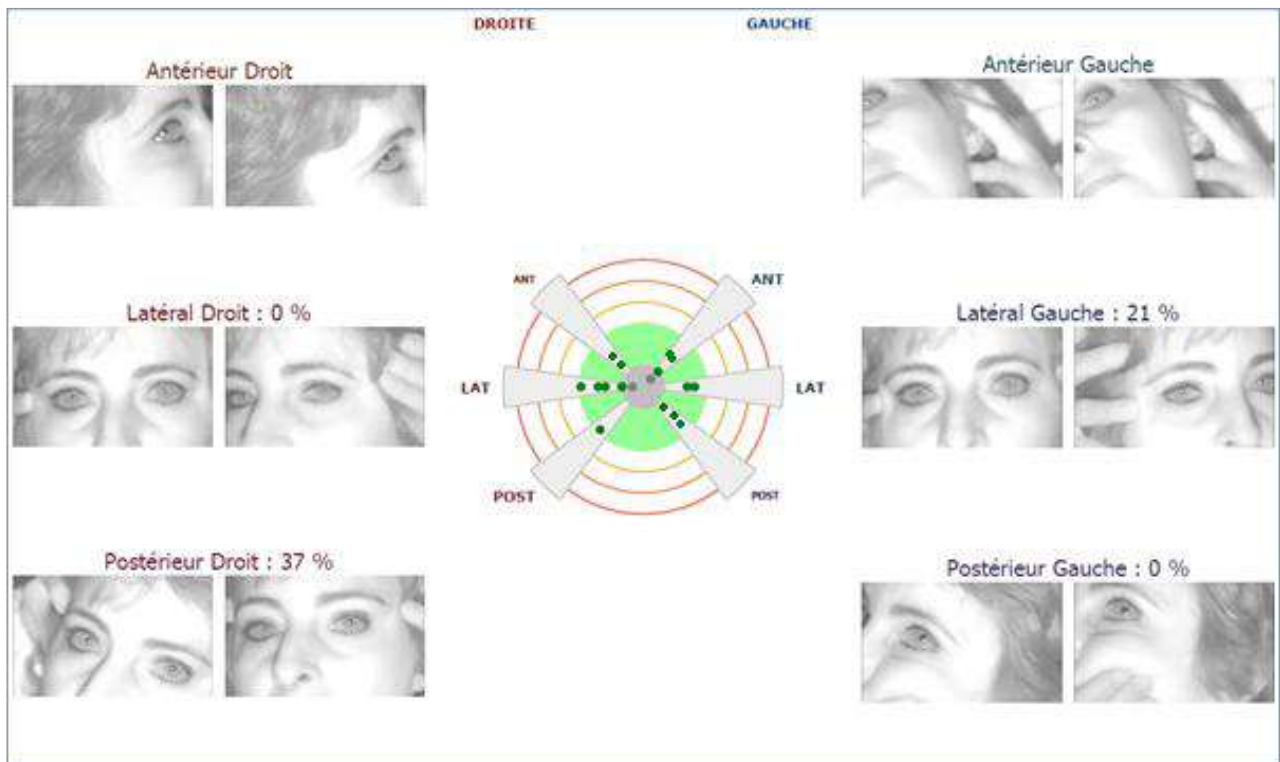 DROITE GAUCHE
Antérieur Droit
Antérieur Gauche
ANT
ANT
Latéral Droit : 0 %
Latéral Gauche : 21 %
LAT
LAT
POST
POST
Postérieur Droit : 37 %
Postérieur Gauche : 0 %